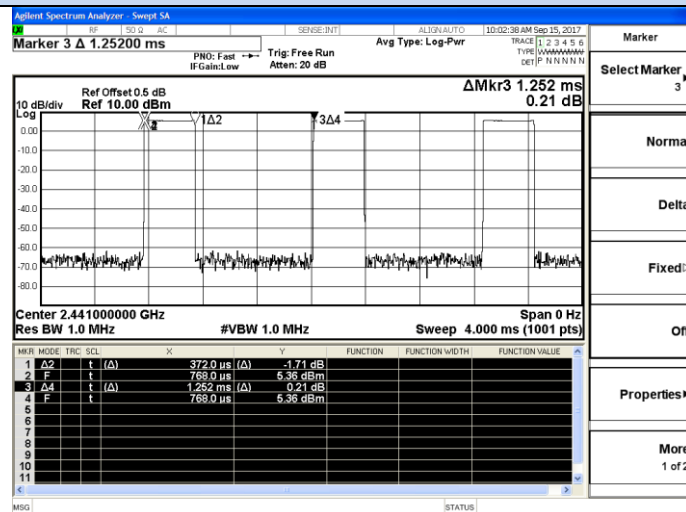 Agilent Spectrum Analyzer - Swept SA
RF 50 Ω AC SENSE:INT ALIGNAUTO 10:02:38 AM Sep 15, 2017
Marker 3 Δ 1.25200 ms
PNO: Fast
IFGain:Low
Trig: Free Run
Atten: 20 dB
Avg Type: Log-Pwr
TRACE 1 2 3 4 5 6
TYPE WWWWWW
DET P N N N N N
Ref Offset 0.5 dB
10 dB/div Ref 10.00 dBm
ΔMkr3 1.252 ms
0.21 dB
Log
1Δ2 3Δ4
0.00
-10.0
-20.0
-30.0
-40.0
-50.0
-60.0
-70.0
-80.0
Center 2.441000000 GHz Span 0 Hz
Res BW 1.0 MHz #VBW 1.0 MHz Sweep 4.000 ms (1001 pts)
MKR MODE TRC SCL X Y FUNCTION FUNCTION WIDTH FUNCTION VALUE
1 Δ2 t (Δ) 372.0 µs (Δ) -1.71 dB
2 F t 768.0 µs 5.36 dBm
3 Δ4 t (Δ) 1.252 ms (Δ) 0.21 dB
4 F t 768.0 µs 5.36 dBm
5
6
7
8
9
10
11
MSG STATUS
Marker
Select Marker
3
Norma
Delta
Fixed
Of
Properties
More
1 of 2